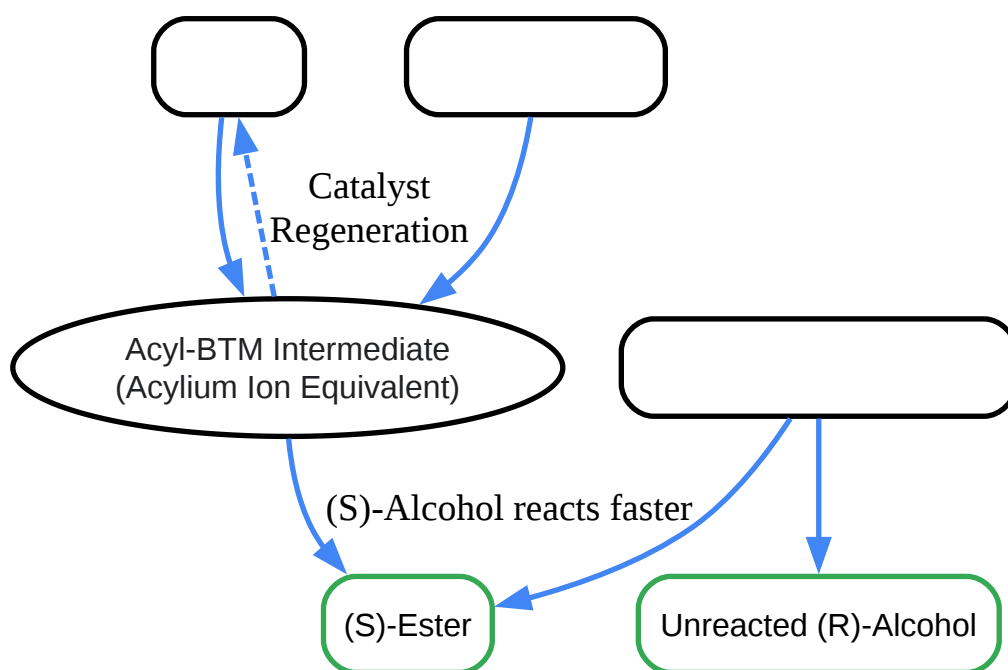 Catalyst
Regeneration
Acyl-BTM Intermediate
(Acylium Ion Equivalent)
(S)-Alcohol reacts faster
(S)-Ester
Unreacted (R)-Alcohol